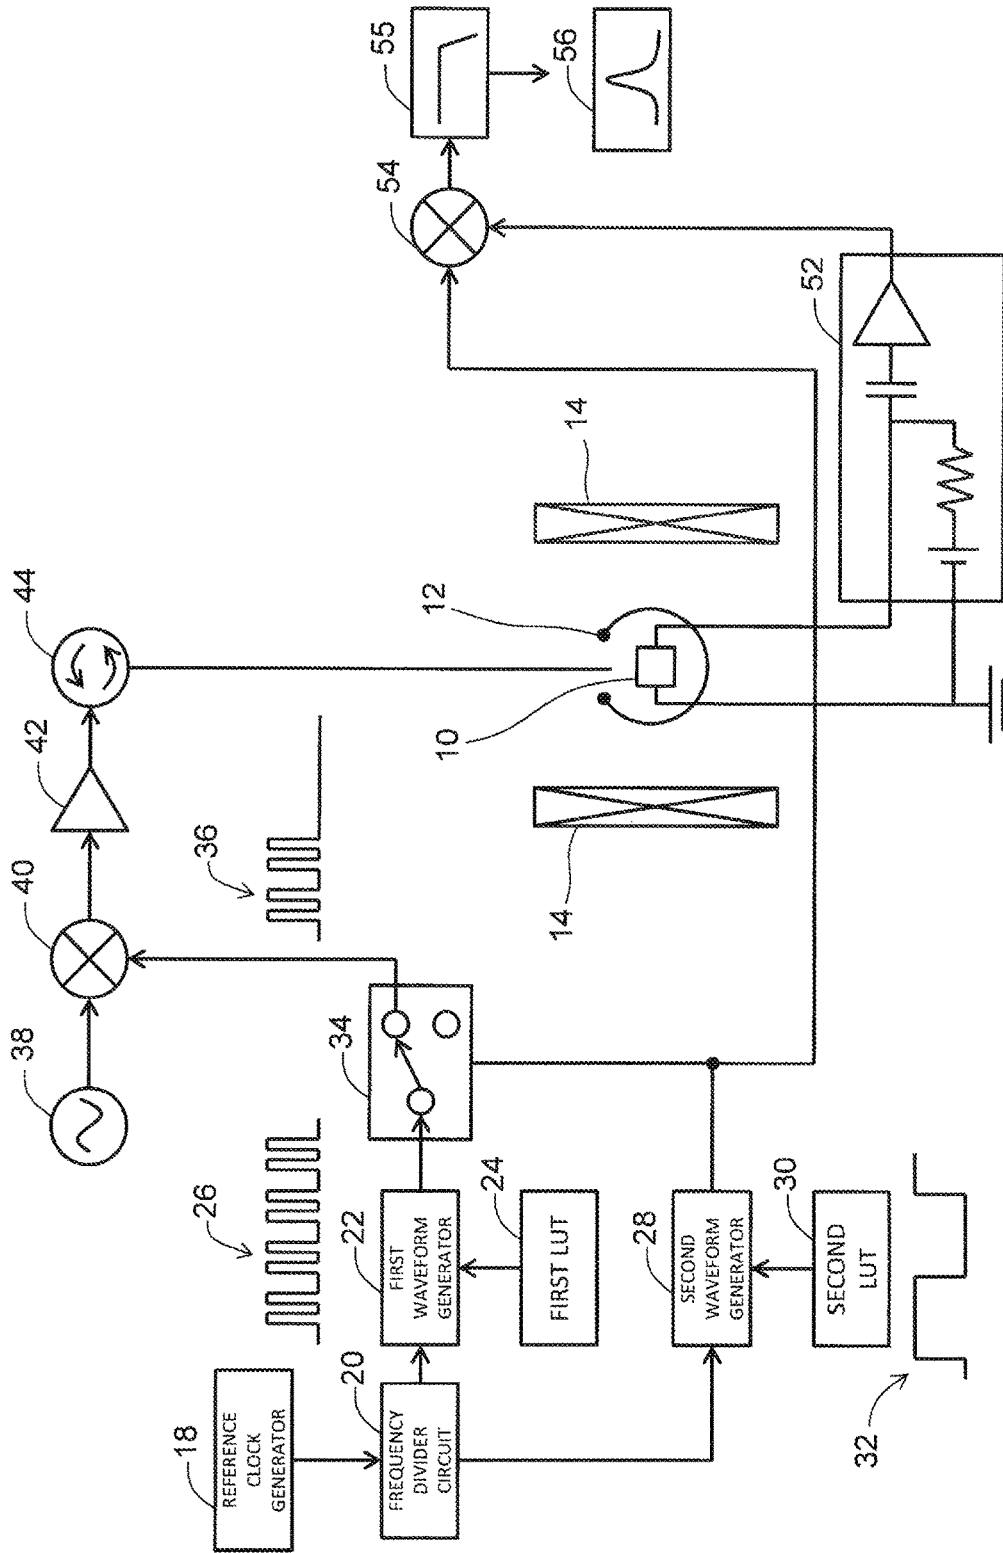 18
REFERENCE
CLOCK
GENERATOR
20
FREQUENCY
DIVIDER
CIRCUIT
26
22
FIRST
WAVEFORM
GENERATOR
24
FIRST LUT
28
SECOND
WAVEFORM
GENERATOR
30
SECOND
LUT
32
38
34
40
36
42
44
14
10
12
14
52
54
55
56